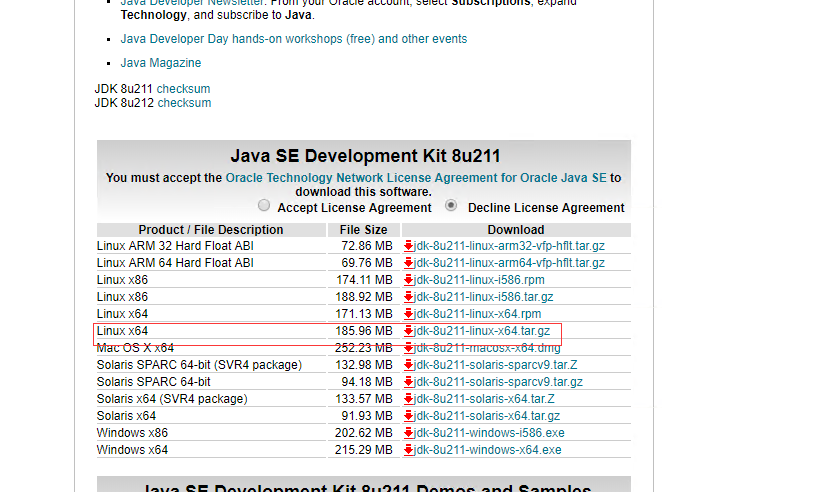 Java Developer Newsletter: From your Oracle account, select Subscriptions, expand
Technology, and subscribe to Java.
Java Developer Day hands-on workshops (free) and other events
Java Magazine
JDK 8u211 checksum
JDK 8u212 checksum
Java SE Development Kit 8u211
You must accept the Oracle Technology Network License Agreement for Oracle Java SE to
download this software.
Accept License Agreement Decline License Agreement
Product / File Description File Size Download
Linux ARM 32 Hard Float ABI 72.86 MB jdk-8u211-linux-arm32-vfp-hflt.tar.gz
Linux ARM 64 Hard Float ABI 69.76 MB jdk-8u211-linux-arm64-vfp-hflt.tar.gz
Linux x86 174.11 MB jdk-8u211-linux-i586.rpm
Linux x86 188.92 MB jdk-8u211-linux-i586.tar.gz
Linux x64 171.13 MB jdk-8u211-linux-x64.rpm
Linux x64 185.96 MB jdk-8u211-linux-x64.tar.gz
Mac OS X x64 252.23 MB jdk-8u211-macosx-x64.dmg
Solaris SPARC 64-bit (SVR4 package) 132.98 MB jdk-8u211-solaris-sparcv9.tar.Z
Solaris SPARC 64-bit 94.18 MB jdk-8u211-solaris-sparcv9.tar.gz
Solaris x64 (SVR4 package) 133.57 MB jdk-8u211-solaris-x64.tar.Z
Solaris x64 91.93 MB jdk-8u211-solaris-x64.tar.gz
Windows x86 202.62 MB jdk-8u211-windows-i586.exe
Windows x64 215.29 MB jdk-8u211-windows-x64.exe
Java SE Development Kit 8u211 Demos and Samples